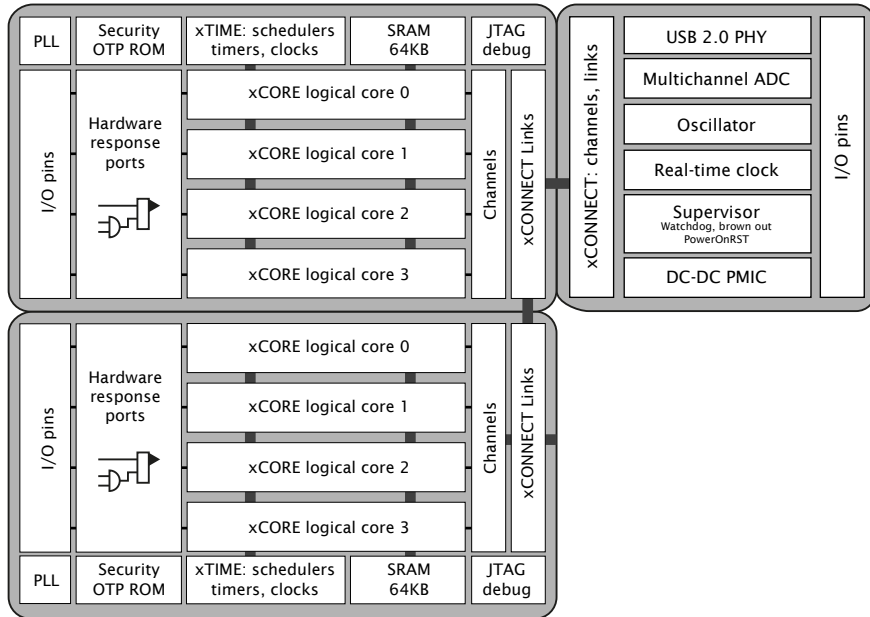 PLL
Security
OTP ROM
xTIME: schedulers
timers, clocks
SRAM
64KB
JTAG
debug
I/O pins
Hardware
response
ports
xCORE logical core 0
xCORE logical core 1
xCORE logical core 2
xCORE logical core 3
Channels
xCONNECT Links
xCONNECT: channels, links
USB 2.0 PHY
Multichannel ADC
Oscillator
Real-time clock
Supervisor
Watchdog, brown out
PowerOnRST
DC-DC PMIC
I/O pins
I/O pins
Hardware
response
ports
xCORE logical core 0
xCORE logical core 1
xCORE logical core 2
xCORE logical core 3
Channels
xCONNECT Links
PLL
Security
OTP ROM
xTIME: schedulers
timers, clocks
SRAM
64KB
JTAG
debug